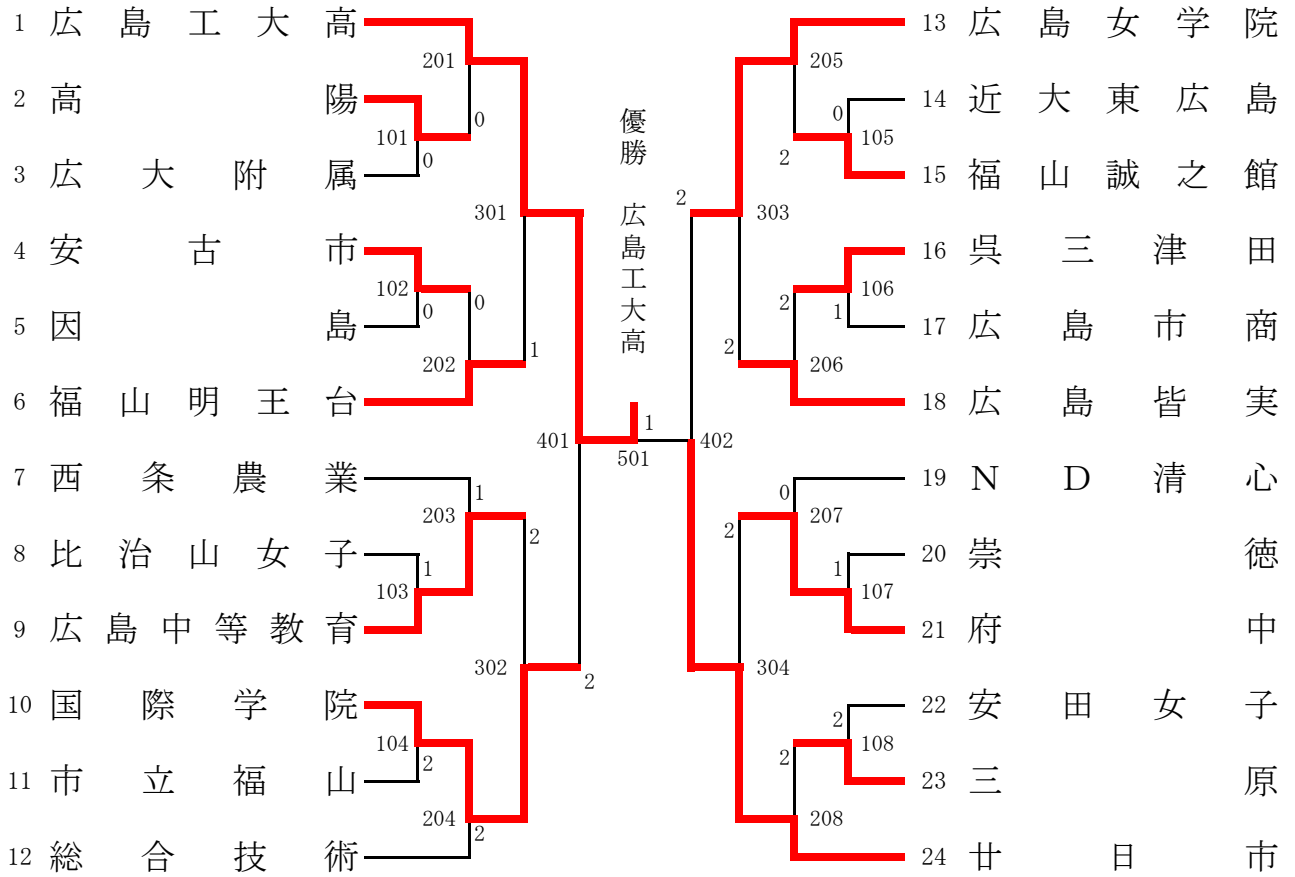 1 広島工大高
201
2 高陽
0
101
0
3 広大附属
301
4 安古市
102
0
0
5 因島
1
202
6 福山明王台
401
7 西条農業
1
203
2
8 比治山女子
1
103
9 広島中等教育
302
2
10 国際学院
104
2
11 市立福山
204
2
12 総合技術
優勝 広島工大高
1
501
13 広島女学院
205
14 近大東広島
0
105
2
15 福山誠之館
2
303
16 呉三津田
106
2
1
17 広島市商
2
206
18 広島皆実
402
19 ND清心
0
207
2
20 崇徳
1
107
21 府中
304
22 安田女子
2
108
2
23 三原
208
24 廿日市